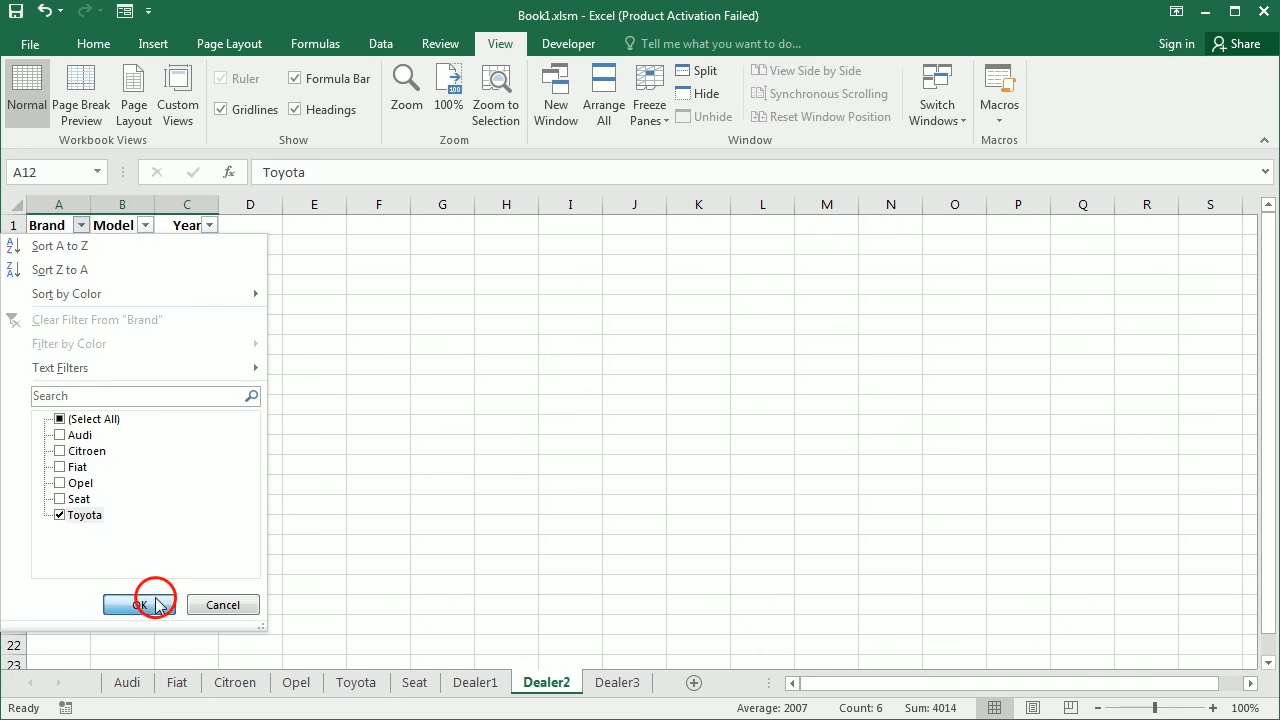 Book1.xlsm - Excel (Product Activation Failed)
File Home Insert Page Layout Formulas Data Review View Developer Tell me what you want to do... Sign in Share
Normal Page Break Preview Page Layout Custom Views
Workbook Views
Ruler Formula Bar
Gridlines Headings
Show
Zoom 100% Zoom to Selection
Zoom
New Window Arrange All Freeze Panes
Split
Hide
Unhide
View Side by Side
Synchronous Scrolling
Reset Window Position
Switch Windows
Window
Macros
Macros
A12 fx Toyota
A B C D E F G H I J K L M N O P Q R S
1 Brand Model Year
Sort A to Z
Sort Z to A
Sort by Color
Clear Filter From "Brand"
Filter by Color
Text Filters
Search
(Select All)
Audi
Citroen
Fiat
Opel
Seat
Toyota
OK Cancel
22
23
Audi Fiat Citroen Opel Toyota Seat Dealer1 Dealer2 Dealer3
Ready Average: 2007 Count: 6 Sum: 4014 100%